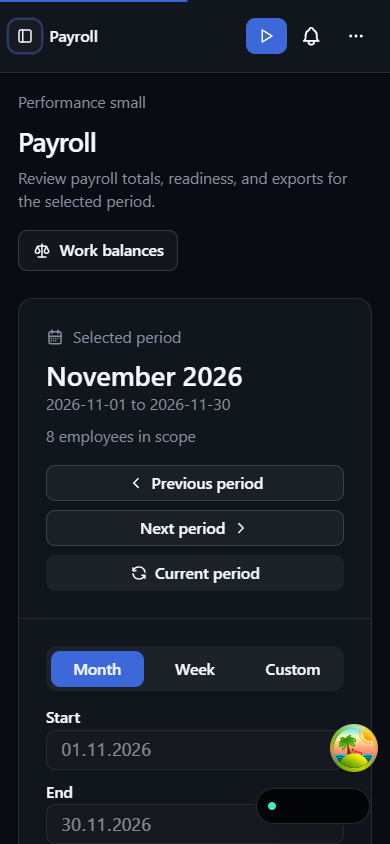 Payroll
Performance small
Payroll
Review payroll totals, readiness, and exports for
the selected period.
Work balances
Selected period
November 2026
2026-11-01 to 2026-11-30
8 employees in scope
Previous period
Next period
Current period
Month Week Custom
Start
01.11.2026
End
30.11.2026